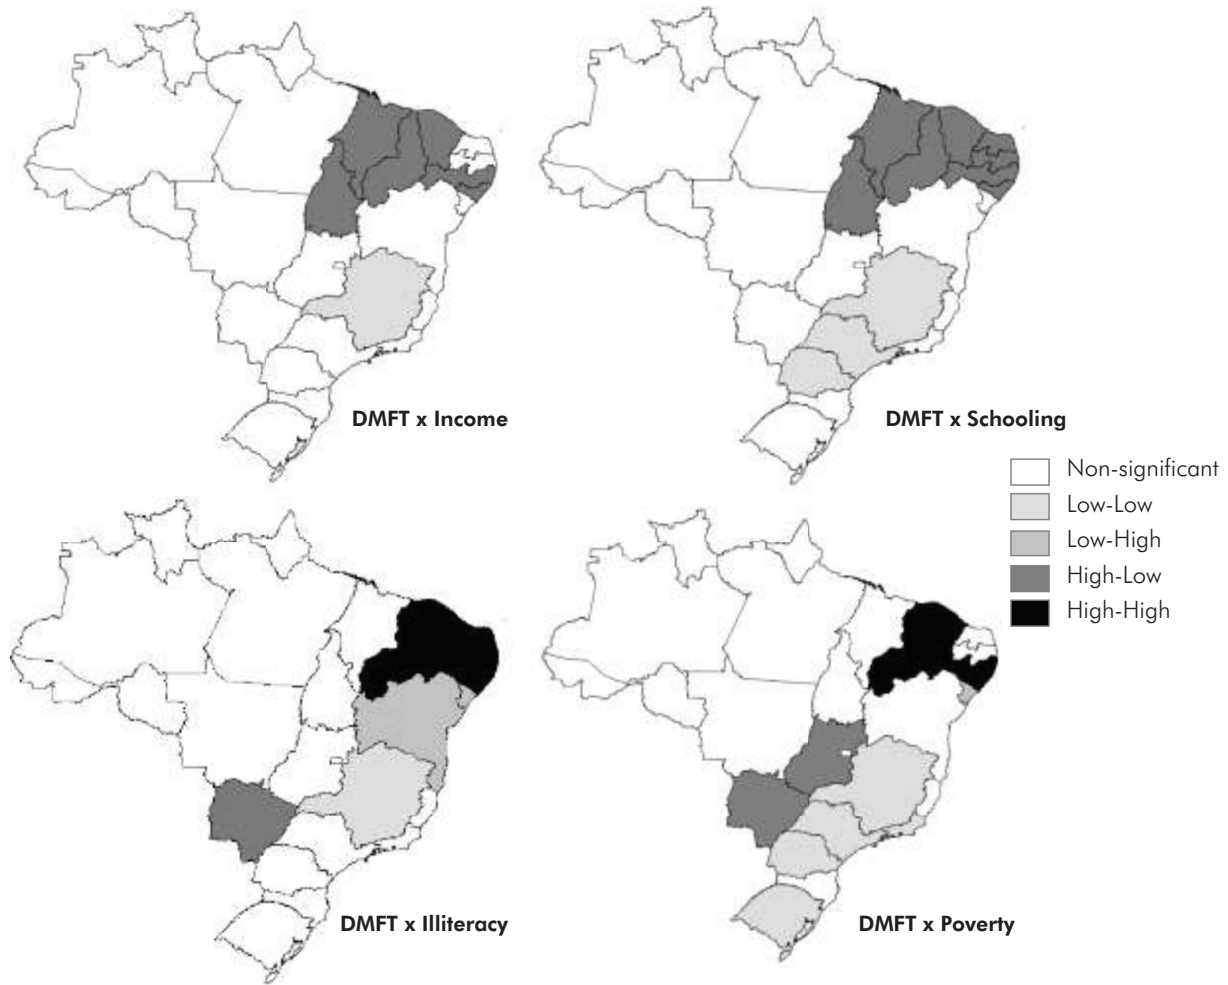 DMFT x Income
DMFT x Schooling
Non-significant
Low-Low
Low-High
High-Low
High-High
DMFT x Illiteracy
DMFT x Poverty